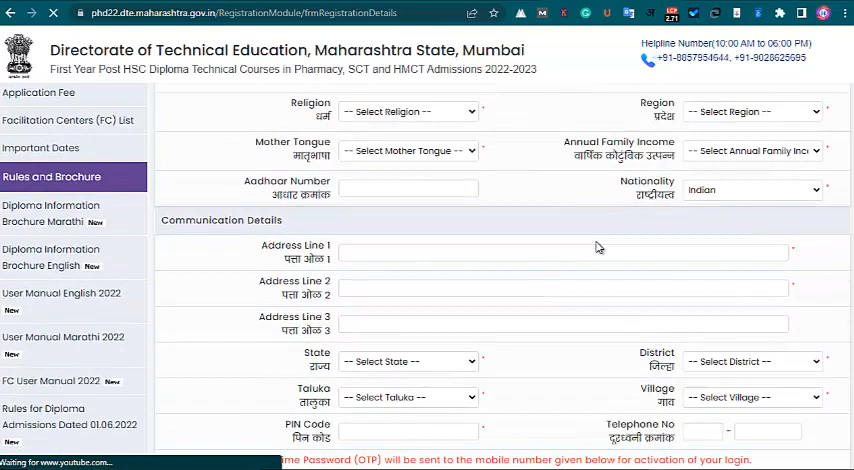 phd22.dte.maharashtra.gov.in/RegistrationModule/frmRegistrationDetails
LCP
2.71
Directorate of Technical Education, Maharashtra State, Mumbai
First Year Post HSC Diploma Technical Courses in Pharmacy, SCT and HMCT Admissions 2022-2023
Helpline Number(10:00 AM to 06:00 PM)
+91-8857954644, +91-9028625695
Application Fee
Facilitation Centers (FC) List
Important Dates
Rules and Brochure
Diploma Information
Brochure Marathi New
Diploma Information
Brochure English New
User Manual English 2022
New
User Manual Marathi 2022
New
FC User Manual 2022 New
Rules for Diploma
Admissions Dated 01.06.2022
New
Religion
धर्म
-- Select Religion -- *
Region
प्रदेश
-- Select Region -- *
Mother Tongue
मातृभाषा
-- Select Mother Tongue -- *
Annual Family Income
वार्षिक कौटुंबिक उत्पन्न
-- Select Annual Family Inc *
Aadhaar Number
आधार क्रमांक
Nationality
राष्ट्रीयत्व
Indian *
Communication Details
Address Line 1
पत्ता ओळ 1
*
Address Line 2
पत्ता ओळ 2
*
Address Line 3
पत्ता ओळ 3
State
राज्य
-- Select State -- *
District
जिल्हा
-- Select District -- *
Taluka
तालुका
-- Select Taluka -- *
Village
गाव
-- Select Village -- *
PIN Code
पिन कोड
*
Telephone No
दूरध्वनी क्रमांक
-
Waiting for www.youtube.com...
ime Password (OTP) will be sent to the mobile number given below for activation of your login.